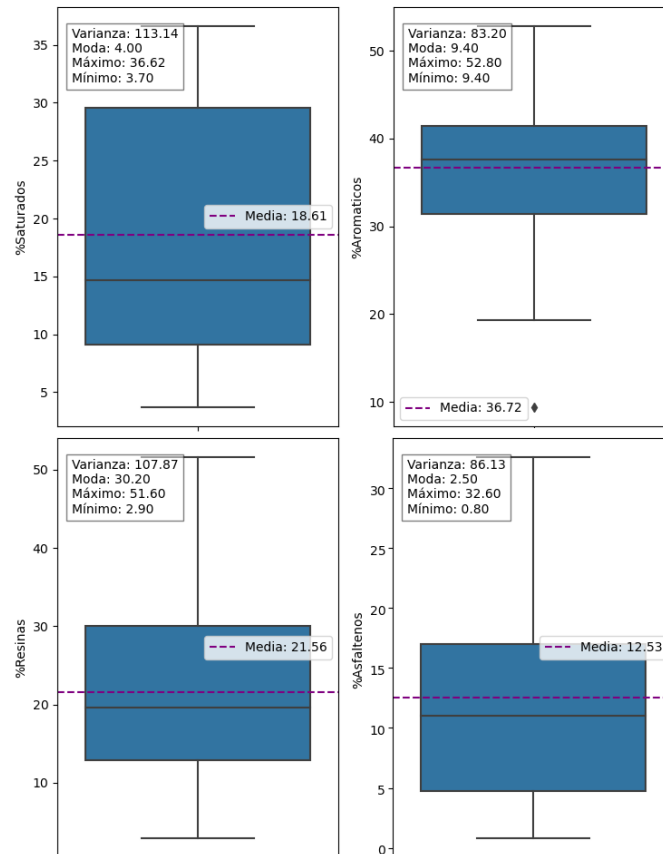 %Saturados
35
30
25
20
15
10
5
Varianza: 113.14
Moda: 4.00
Máximo: 36.62
Mínimo: 3.70
Media: 18.61
%Aromaticos
50
40
30
20
10
Varianza: 83.20
Moda: 9.40
Máximo: 52.80
Mínimo: 9.40
Media: 36.72
%Resinas
50
40
30
20
10
Varianza: 107.87
Moda: 30.20
Máximo: 51.60
Mínimo: 2.90
Media: 21.56
%Asfaltenos
30
25
20
15
10
5
0
Varianza: 86.13
Moda: 2.50
Máximo: 32.60
Mínimo: 0.80
Media: 12.53